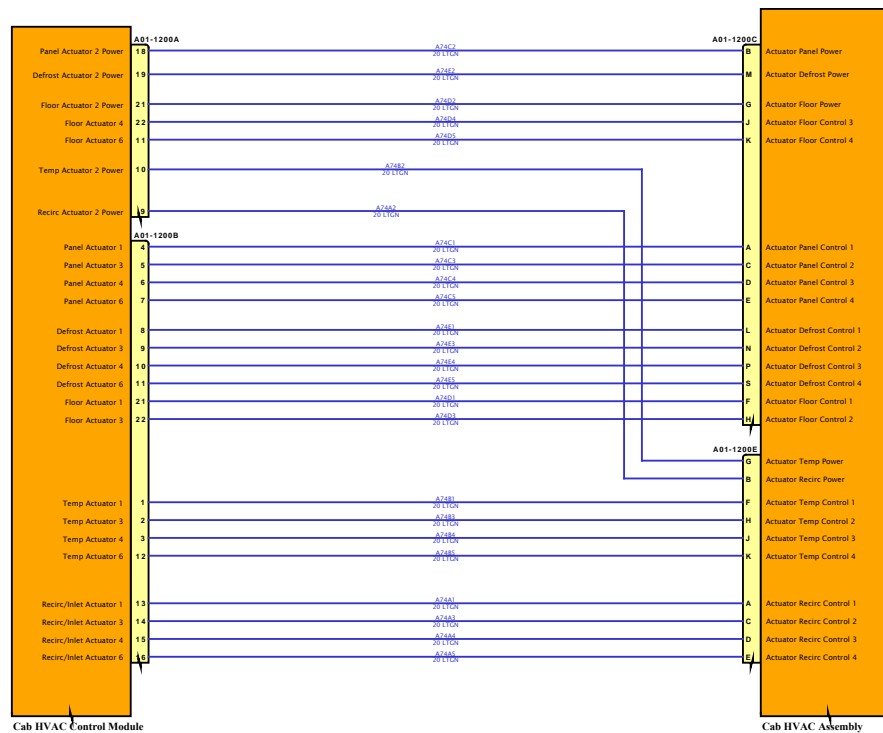 A01-1200A A01-1200C
Panel Actuator 2 Power 18 A74C2 20 LTGN B Actuator Panel Power
Defrost Actuator 2 Power 19 A74E2 20 LTGN M Actuator Defrost Power
Floor Actuator 2 Power 21 A74D2 20 LTGN G Actuator Floor Power
Floor Actuator 4 22 A74D4 20 LTGN J Actuator Floor Control 3
Floor Actuator 6 11 A74D5 20 LTGN K Actuator Floor Control 4
Temp Actuator 2 Power 10 A74B2 20 LTGN
Recirc Actuator 2 Power 9 A74A2 20 LTGN
A01-1200B
Panel Actuator 1 4 A74C1 20 LTGN A Actuator Panel Control 1
Panel Actuator 3 5 A74C3 20 LTGN C Actuator Panel Control 2
Panel Actuator 4 6 A74C4 20 LTGN D Actuator Panel Control 3
Panel Actuator 6 7 A74C5 20 LTGN E Actuator Panel Control 4
Defrost Actuator 1 8 A74E1 20 LTGN L Actuator Defrost Control 1
Defrost Actuator 3 9 A74E3 20 LTGN N Actuator Defrost Control 2
Defrost Actuator 4 10 A74E4 20 LTGN P Actuator Defrost Control 3
Defrost Actuator 6 11 A74E5 20 LTGN S Actuator Defrost Control 4
Floor Actuator 1 21 A74D1 20 LTGN F Actuator Floor Control 1
Floor Actuator 3 22 A74D3 20 LTGN H Actuator Floor Control 2
A01-1200E
G Actuator Temp Power
B Actuator Recirc Power
Temp Actuator 1 1 A74B1 20 LTGN F Actuator Temp Control 1
Temp Actuator 3 2 A74B3 20 LTGN H Actuator Temp Control 2
Temp Actuator 4 3 A74B4 20 LTGN J Actuator Temp Control 3
Temp Actuator 6 12 A74B5 20 LTGN K Actuator Temp Control 4
Recirc/Inlet Actuator 1 13 A74A1 20 LTGN A Actuator Recirc Control 1
Recirc/Inlet Actuator 3 14 A74A3 20 LTGN C Actuator Recirc Control 2
Recirc/Inlet Actuator 4 15 A74A4 20 LTGN D Actuator Recirc Control 3
Recirc/Inlet Actuator 6 16 A74A5 20 LTGN E Actuator Recirc Control 4
Cab HVAC Control Module Cab HVAC Assembly